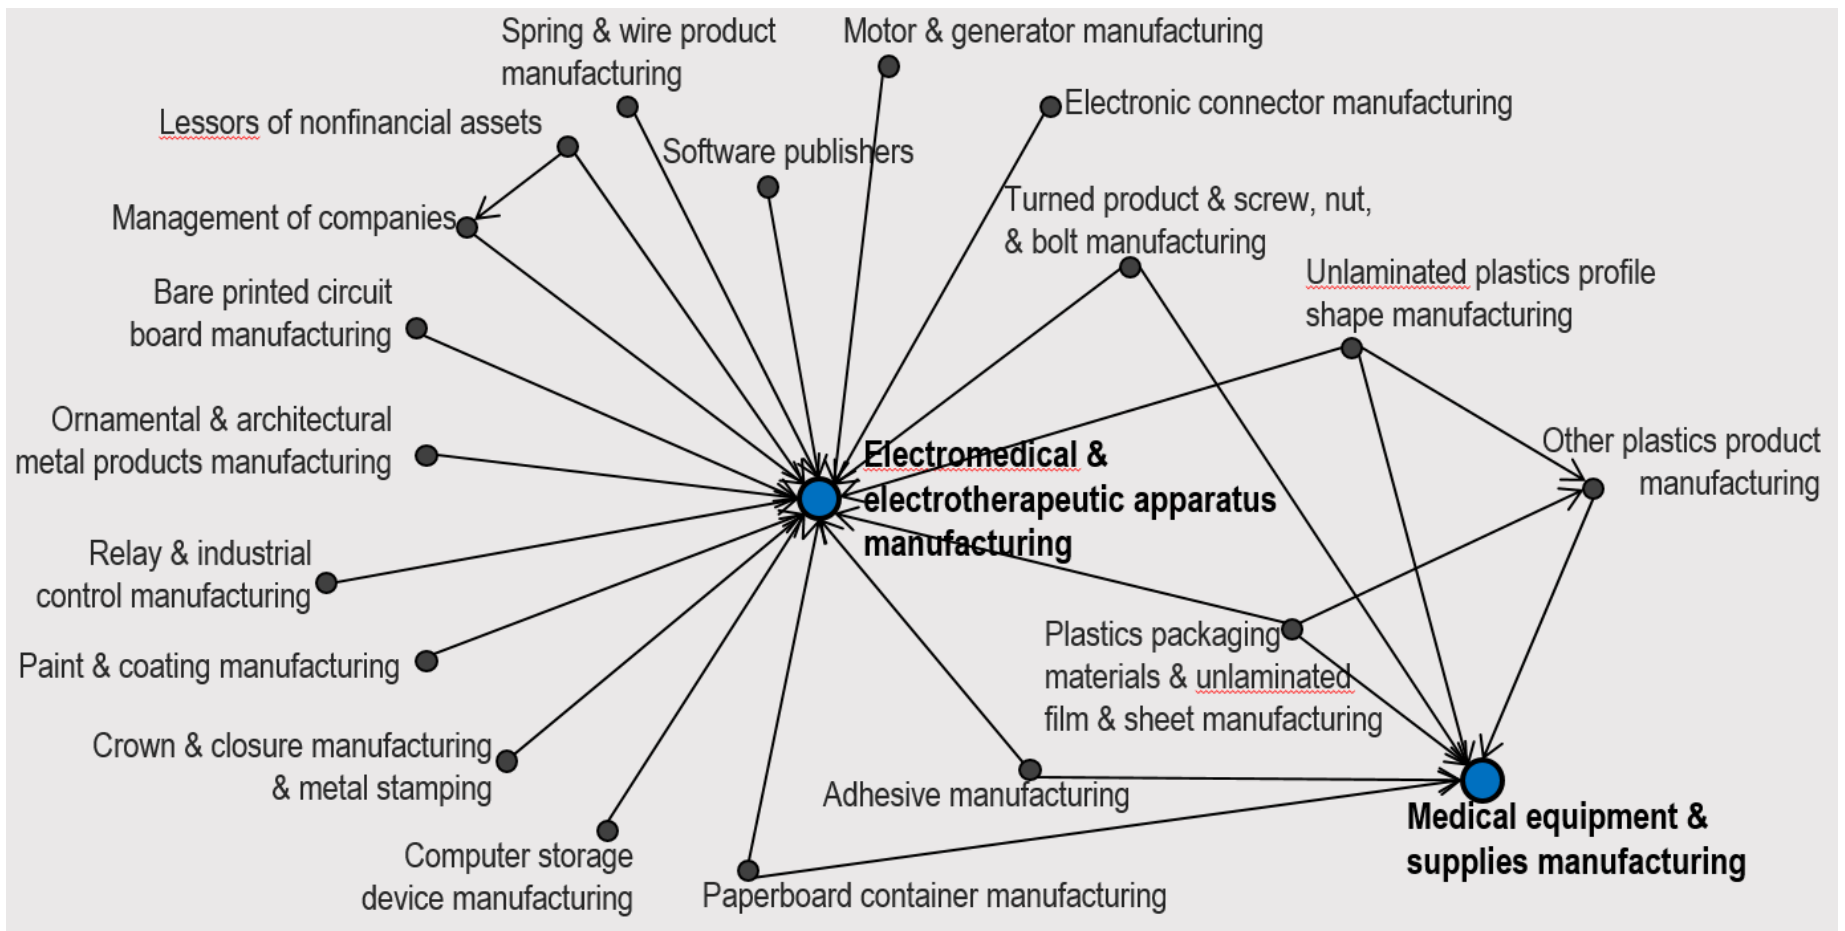 Spring & wire product
manufacturing
Motor & generator manufacturing
Lessors of nonfinancial assets
Electronic connector manufacturing
Software publishers
Management of companies
Turned product & screw, nut,
& bolt manufacturing
Bare printed circuit
board manufacturing
Unlaminated plastics profile
shape manufacturing
Ornamental & architectural
metal products manufacturing
Electromedical &
electrotherapeutic apparatus
manufacturing
Other plastics product
manufacturing
Relay & industrial
control manufacturing
Paint & coating manufacturing
Plastics packaging
materials & unlaminated
film & sheet manufacturing
Crown & closure manufacturing
& metal stamping
Adhesive manufacturing
Medical equipment &
supplies manufacturing
Computer storage
device manufacturing
Paperboard container manufacturing